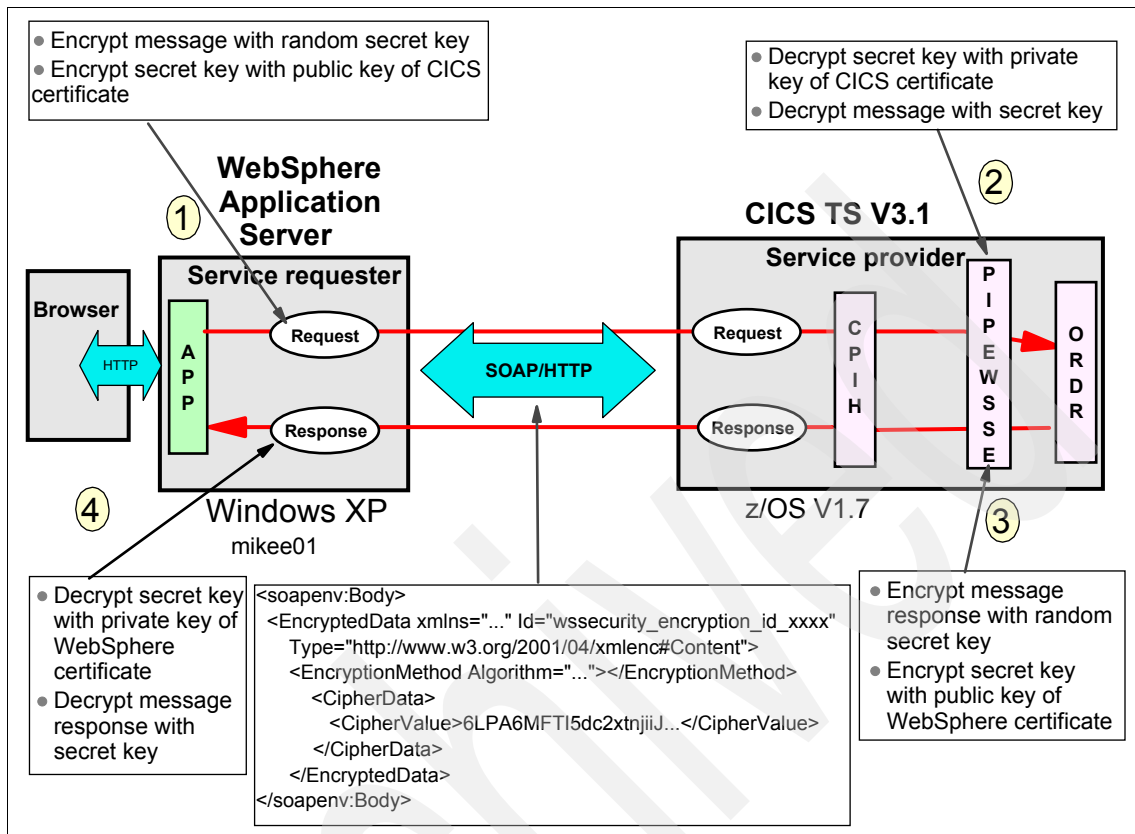 ● Encrypt message with random secret key
● Encrypt secret key with public key of CICS
certificate
● Decrypt secret key with private
key of CICS certificate
● Decrypt message with secret key
WebSphere
Application
Server
1
2
CICS TS V3.1
Service requester
Service provider
Browser
HTTP
APP
Request
Response
SOAP/HTTP
Request
Response
CPIH
PIPEWSSE
ORDR
4
Windows XP
mikee01
z/OS V1.7
3
● Decrypt secret key
with private key of
WebSphere
certificate
● Decrypt message
response with
secret key
<soapenv:Body>
<EncryptedData xmlns="..." Id="wssecurity_encryption_id_xxxx"
Type="http://www.w3.org/2001/04/xmlenc#Content">
<EncryptionMethod Algorithm="..."></EncryptionMethod>
<CipherData>
<CipherValue>6LPA6MFTI5dc2xtnjiiJ...</CipherValue>
</CipherData>
</EncryptedData>
</soapenv:Body>
● Encrypt message
response with random
secret key
● Encrypt secret key
with public key of
WebSphere certificate